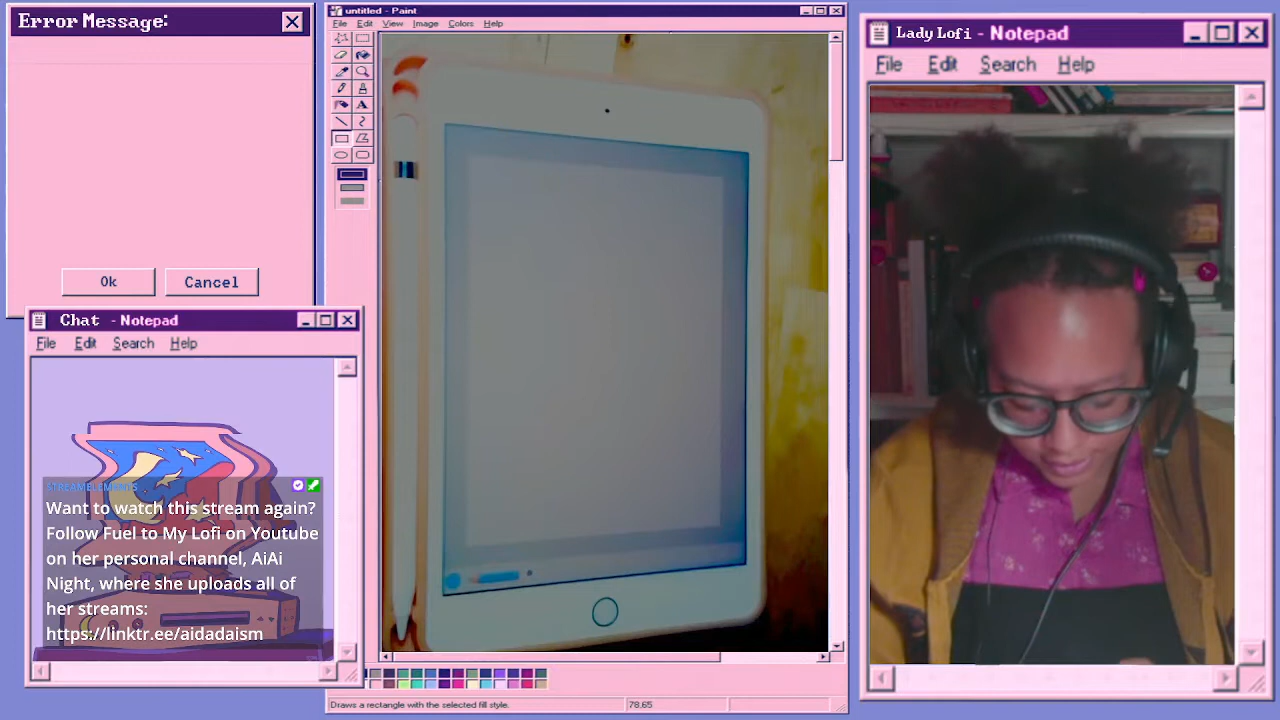 Error Message:
Ok
Cancel
untitled - Paint
File Edit View Image Colors Help
Draws a rectangle with the selected fill style.
78,65
Chat - Notepad
File Edit Search Help
STREAMELEMENTS
Want to watch this stream again?
Follow Fuel to My Lofi on Youtube
on her personal channel, AiAi
Night, where she uploads all of
her streams:
https://linktr.ee/aidadaism
Lady Lofi - Notepad
File Edit Search Help